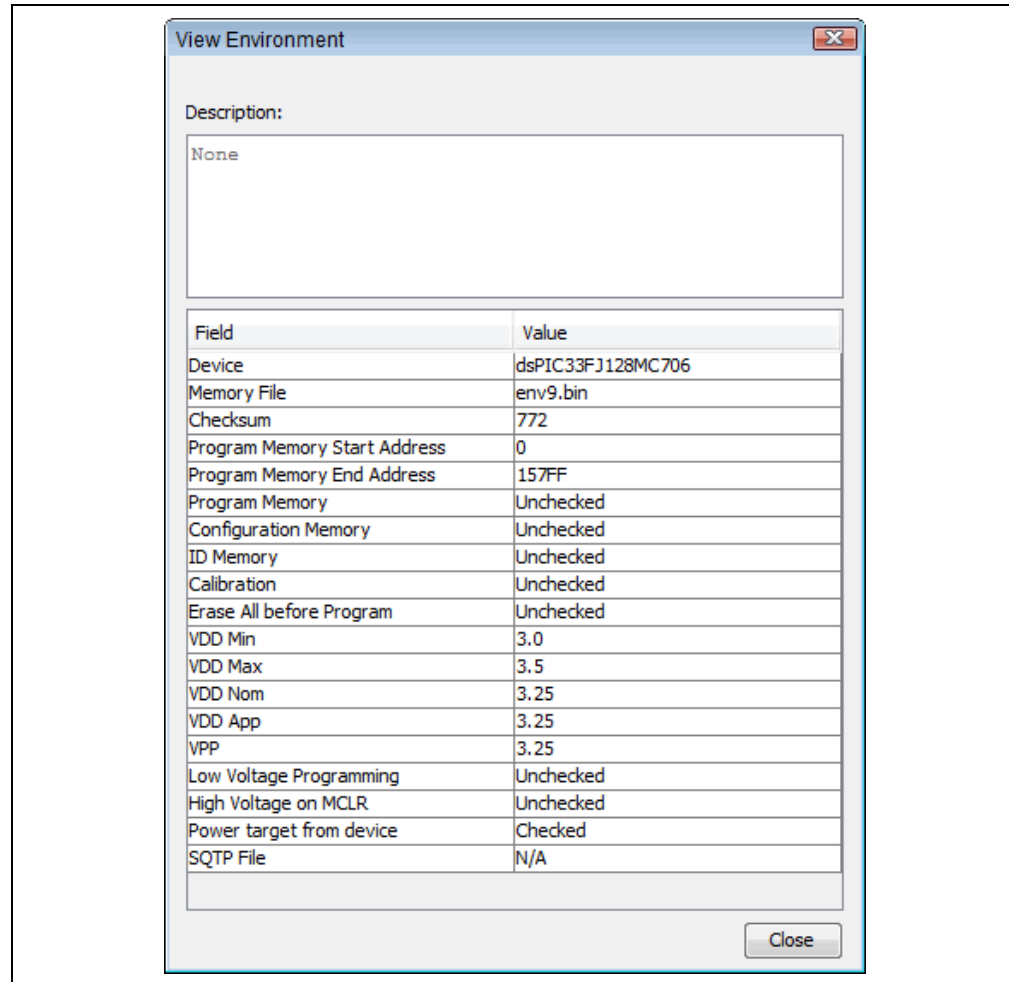 View Environment
Description:
None
Field Value
Device dsPIC33FJ128MC706
Memory File env9.bin
Checksum 772
Program Memory Start Address 0
Program Memory End Address 157FF
Program Memory Unchecked
Configuration Memory Unchecked
ID Memory Unchecked
Calibration Unchecked
Erase All before Program Unchecked
VDD Min 3.0
VDD Max 3.5
VDD Nom 3.25
VDD App 3.25
VPP 3.25
Low Voltage Programming Unchecked
High Voltage on MCLR Unchecked
Power target from device Checked
SQTP File N/A
Close